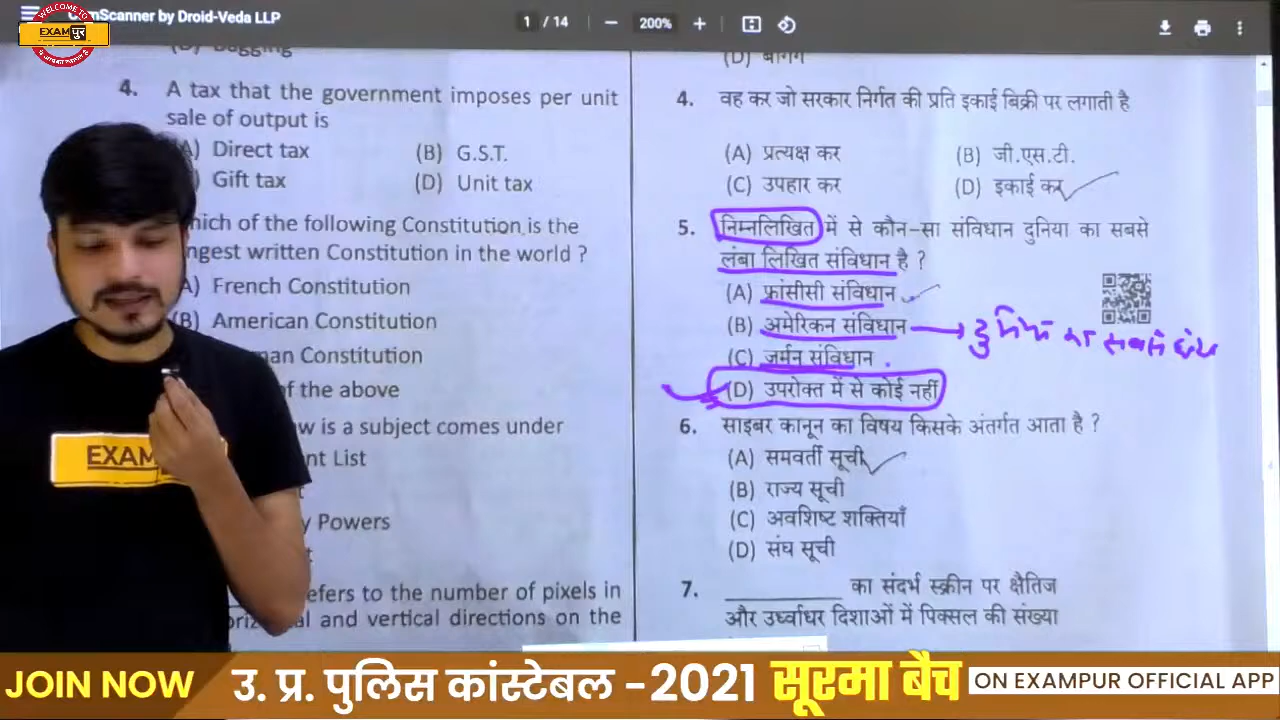 WELCOME TO
EXAMपुर
CamScanner by Droid-Veda LLP
1 / 14
200%
4. A tax that the government imposes per unit
sale of output is
Direct tax
(B) G.S.T.
Gift tax
(D) Unit tax
hich of the following Constitution is the
ngest written Constitution in the world ?
French Constitution
(B) American Constitution
man Constitution
f the above
w is a subject comes under
nt List
y Powers
efers to the number of pixels in
al and vertical directions on the
(D) बोगिंग
4. वह कर जो सरकार निर्गत की प्रति इकाई बिक्री पर लगाती है
(A) प्रत्यक्ष कर
(B) जी.एस.टी.
(C) उपहार कर
(D) इकाई कर
5. निम्नलिखित में से कौन-सा संविधान दुनिया का सबसे
लंबा लिखित संविधान है ?
(A) फ्रांसीसी संविधान
(B) अमेरिकन संविधान
(C) जर्मन संविधान
(D) उपरोक्त में से कोई नहीं
6. साइबर कानून का विषय किसके अंतर्गत आता है ?
(A) समवर्ती सूची
(B) राज्य सूची
(C) अवशिष्ट शक्तियाँ
(D) संघ सूची
7. __________ का संदर्भ स्क्रीन पर क्षैतिज
और उर्ध्वाधर दिशाओं में पिक्सल की संख्या
EXAM
JOIN NOW
उ. प्र. पुलिस कांस्टेबल -2021
सूरमा बैच
ON EXAMPUR OFFICIAL APP